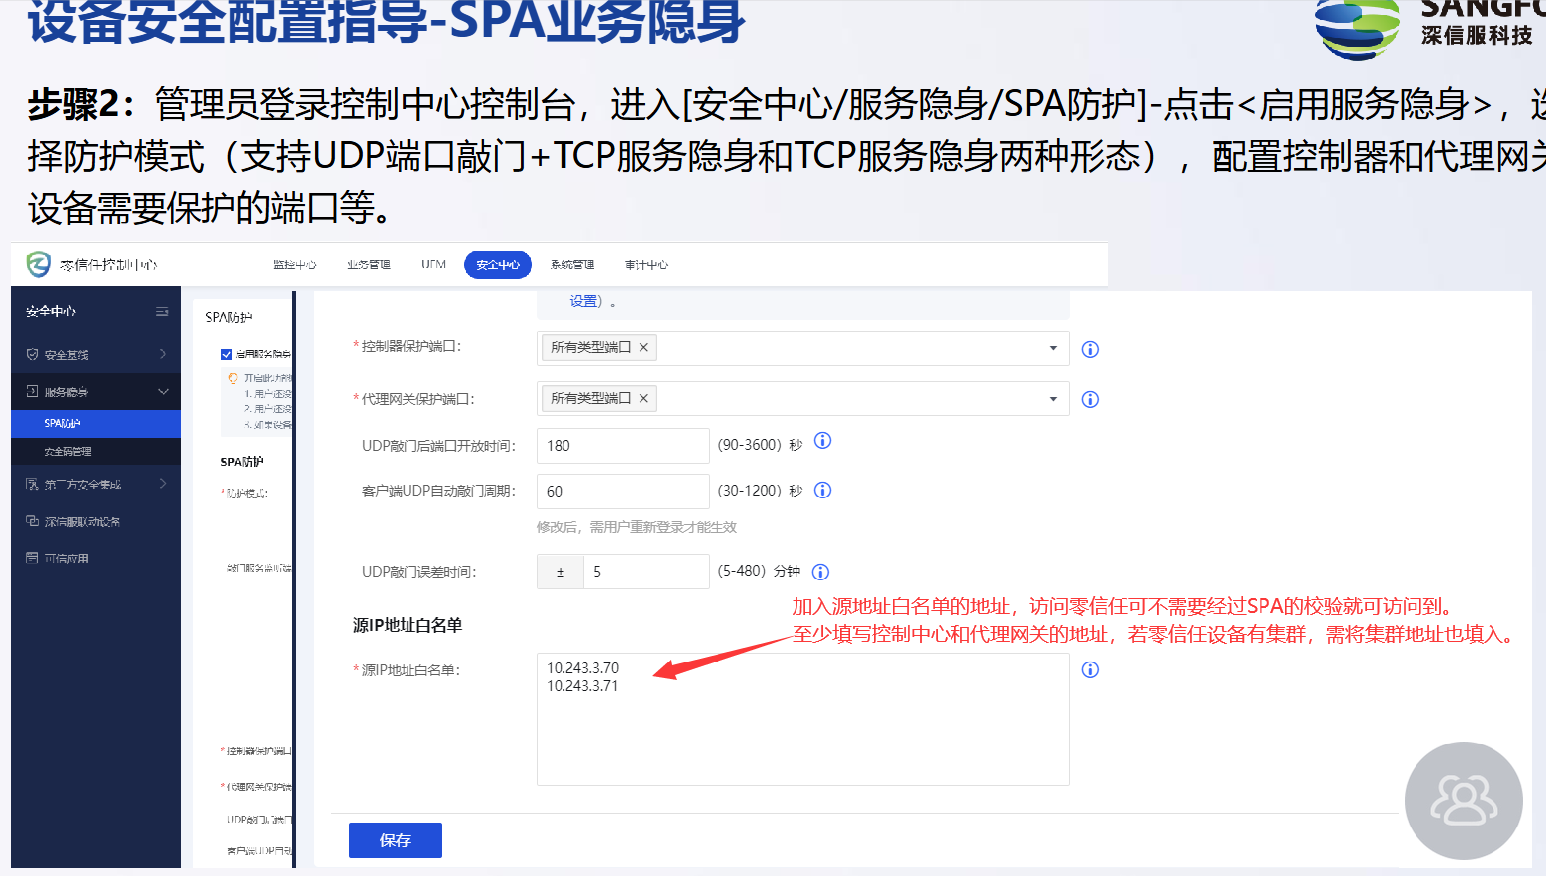 设备安全配置指导-SPA业务隐身
SANGFO
深信服科技
步骤2：管理员登录控制中心控制台，进入[安全中心/服务隐身/SPA防护]-点击<启用服务隐身>，选
择防护模式（支持UDP端口敲门+TCP服务隐身和TCP服务隐身两种形态），配置控制器和代理网关
设备需要保护的端口等。
零信任控制中心
监控中心 业务管理 UEM 安全中心 系统管理 审计中心
安全中心
安全基线
服务隐身
SPA防护
安全码管理
第三方安全集成
深信服联动设备
可信应用
SPA防护
启用服务隐身
开启此功能
1. 用户还没
2. 用户还没
3. 如果设备
SPA防护
*防护模式：
敲门服务监听端
*控制器保护端口
*代理网关保护端
UDP敲门后端口
客户端UDP自动
设置）。
*控制器保护端口： 所有类型端口 ×
*代理网关保护端口： 所有类型端口 ×
UDP敲门后端口开放时间： 180 (90-3600) 秒
客户端UDP自动敲门周期： 60 (30-1200) 秒
修改后，需用户重新登录才能生效
UDP敲门误差时间： ± 5 (5-480) 分钟
加入源地址白名单的地址，访问零信任可不需要经过SPA的校验就可访问到。
至少填写控制中心和代理网关的地址，若零信任设备有集群，需将集群地址也填入。
源IP地址白名单
*源IP地址白名单：
10.243.3.70
10.243.3.71
保存